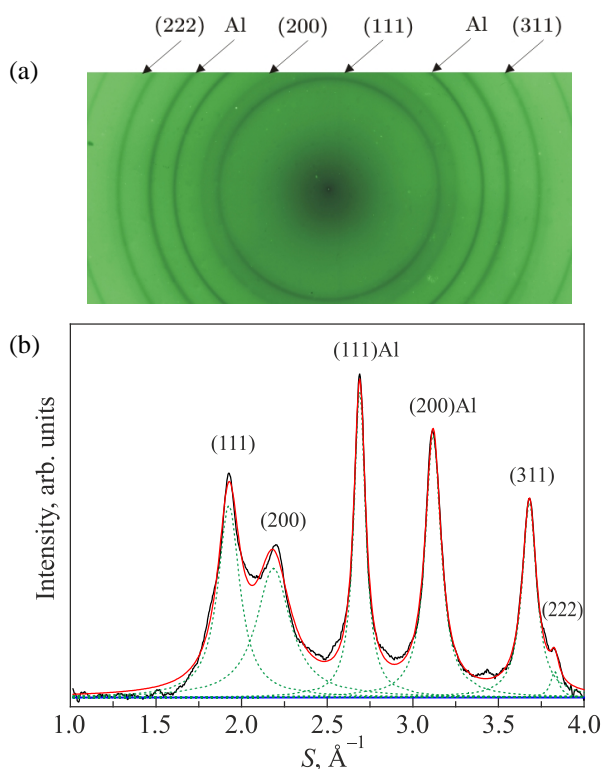 (222) Al (200) (111) Al (311)
(a)
(b)
(111)Al
(200)Al
(111)
(311)
(200)
(222)
Intensity, arb. units
1.0 1.5 2.0 2.5 3.0 3.5 4.0
S, Å⁻¹